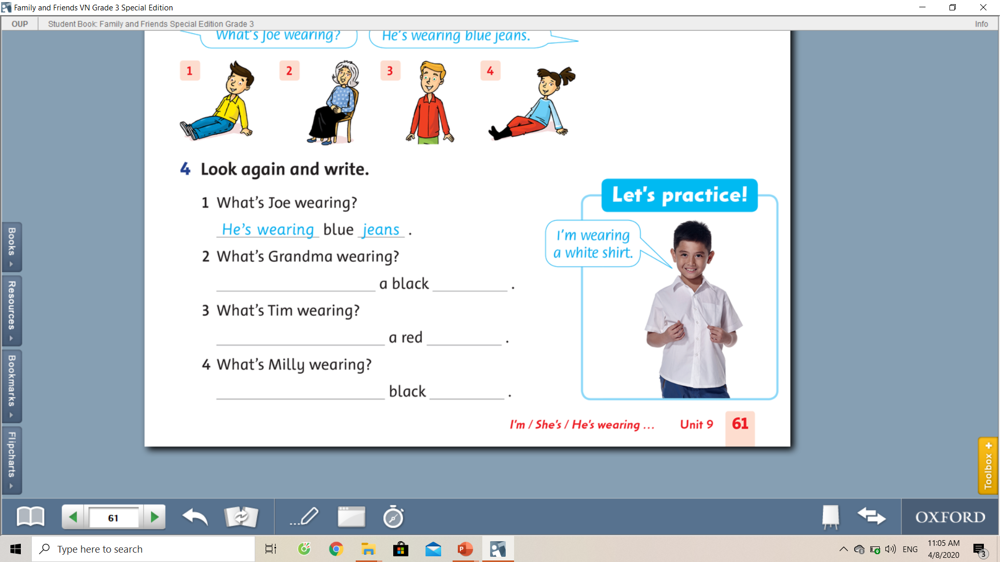 Family and Friends VN Grade 3 Special Edition
OUP Student Book: Family and Friends Special Edition Grade 3 Info
What's Joe wearing? He's wearing blue jeans.
1 2 3 4
4 Look again and write.
1 What's Joe wearing?
He's wearing blue jeans .
2 What's Grandma wearing?
a black .
3 What's Tim wearing?
a red .
4 What's Milly wearing?
black .
Let's practice!
I'm wearing
a white shirt.
I'm / She's / He's wearing ... Unit 9 61
Books
Resources
Bookmarks
Flipcharts
Toolbox
61
OXFORD
Type here to search
ENG
11:05 AM
4/8/2020
3